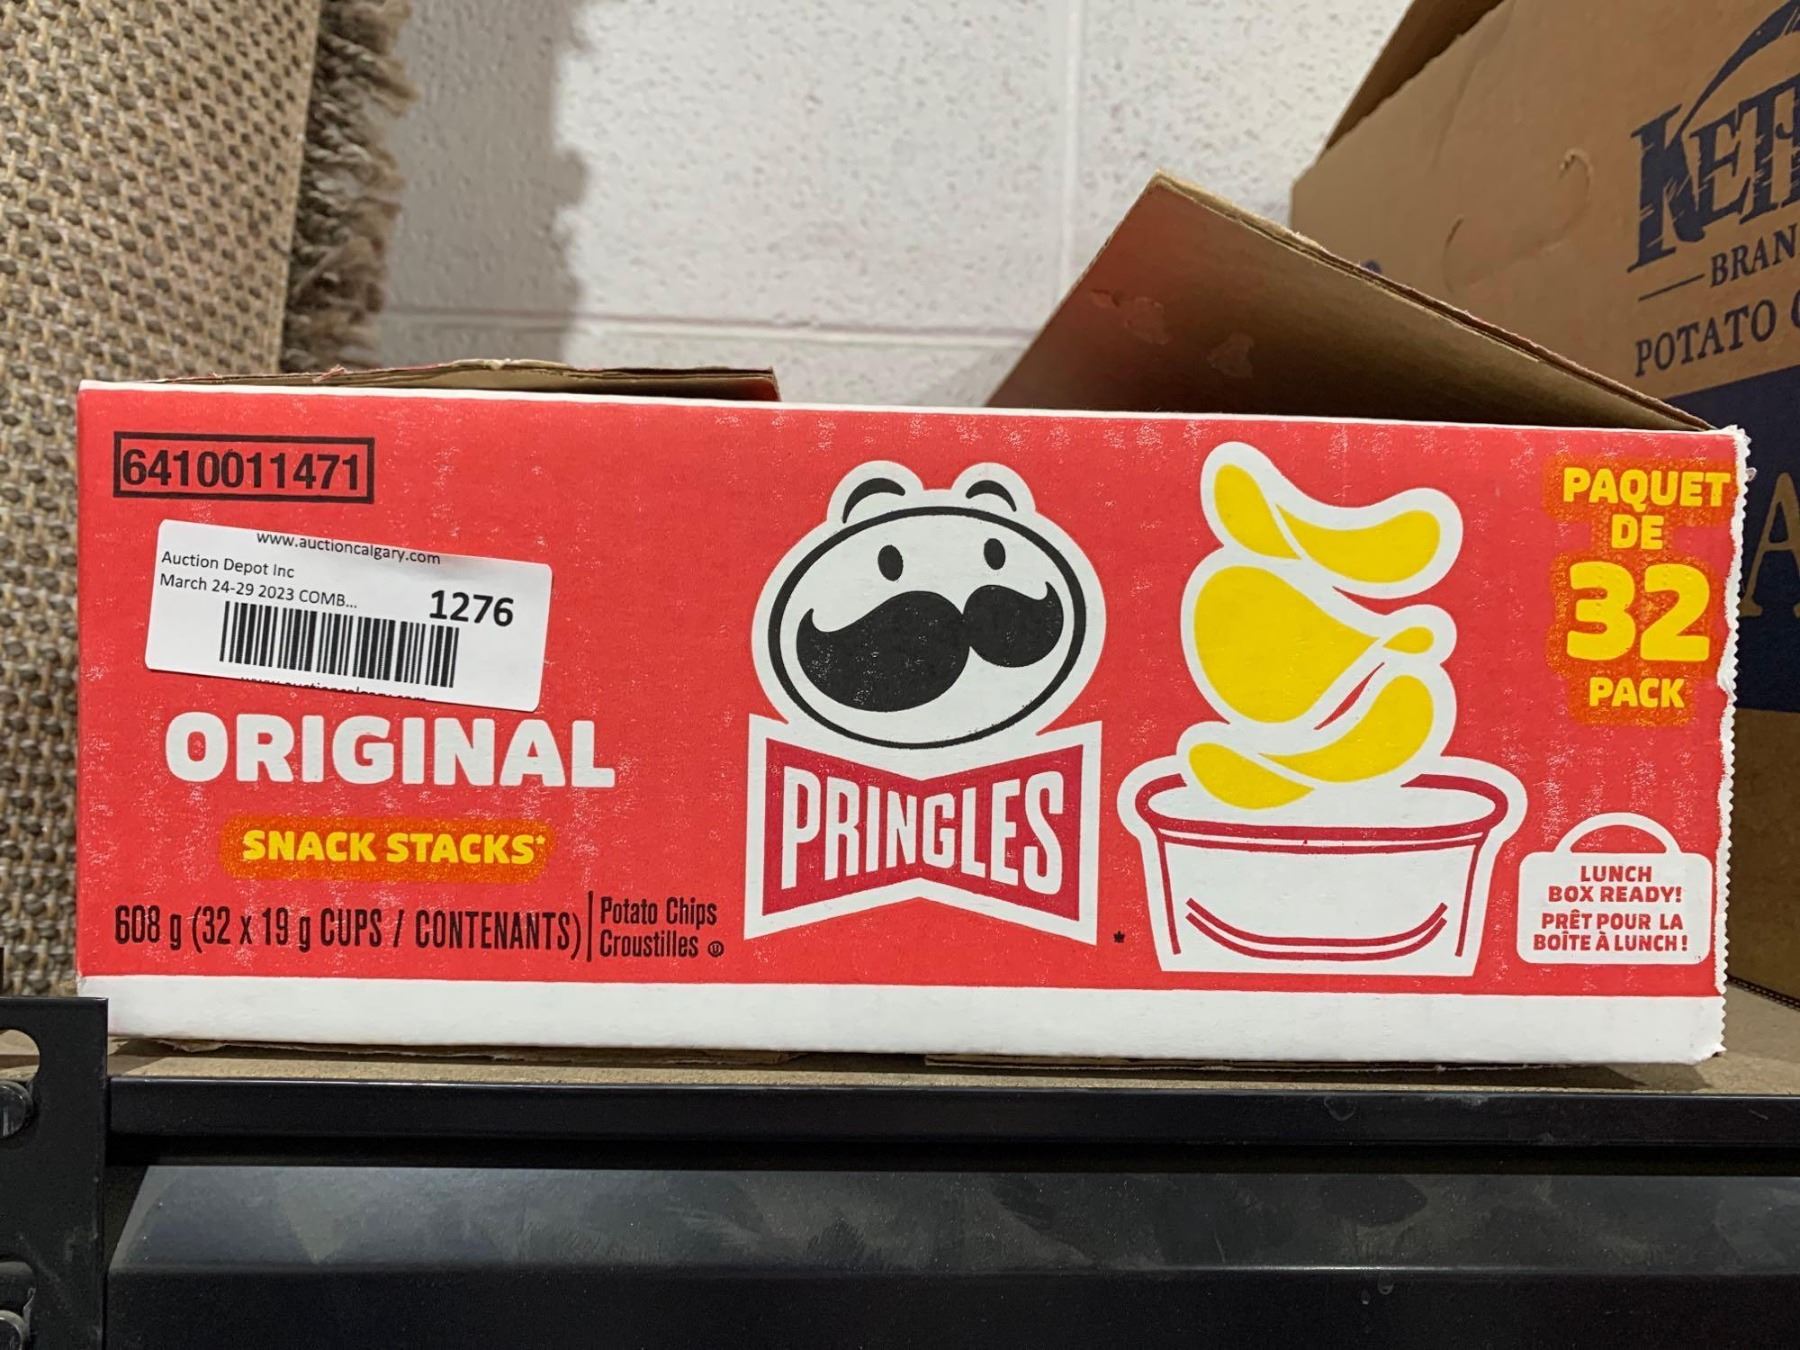 6410011471
www.auctioncalgary.com
Auction Depot Inc
March 24-29 2023 COMB...
1276
ORIGINAL
SNACK STACKS*
608 g (32 x 19 g CUPS / CONTENANTS)
Potato Chips
Croustilles
PRINGLES
*
PAQUET
DE
32
PACK
LUNCH
BOX READY!
PRÊT POUR LA
BOÎTE À LUNCH!
BRAN
POTATO